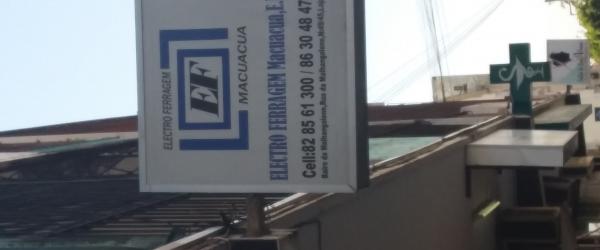 ELECTRO FERRAGEM
EF
MACUACUA
ELECTRO FERRAGEM Macuacua,E.I
Cell:82 85 61 300 / 86 30 48 47